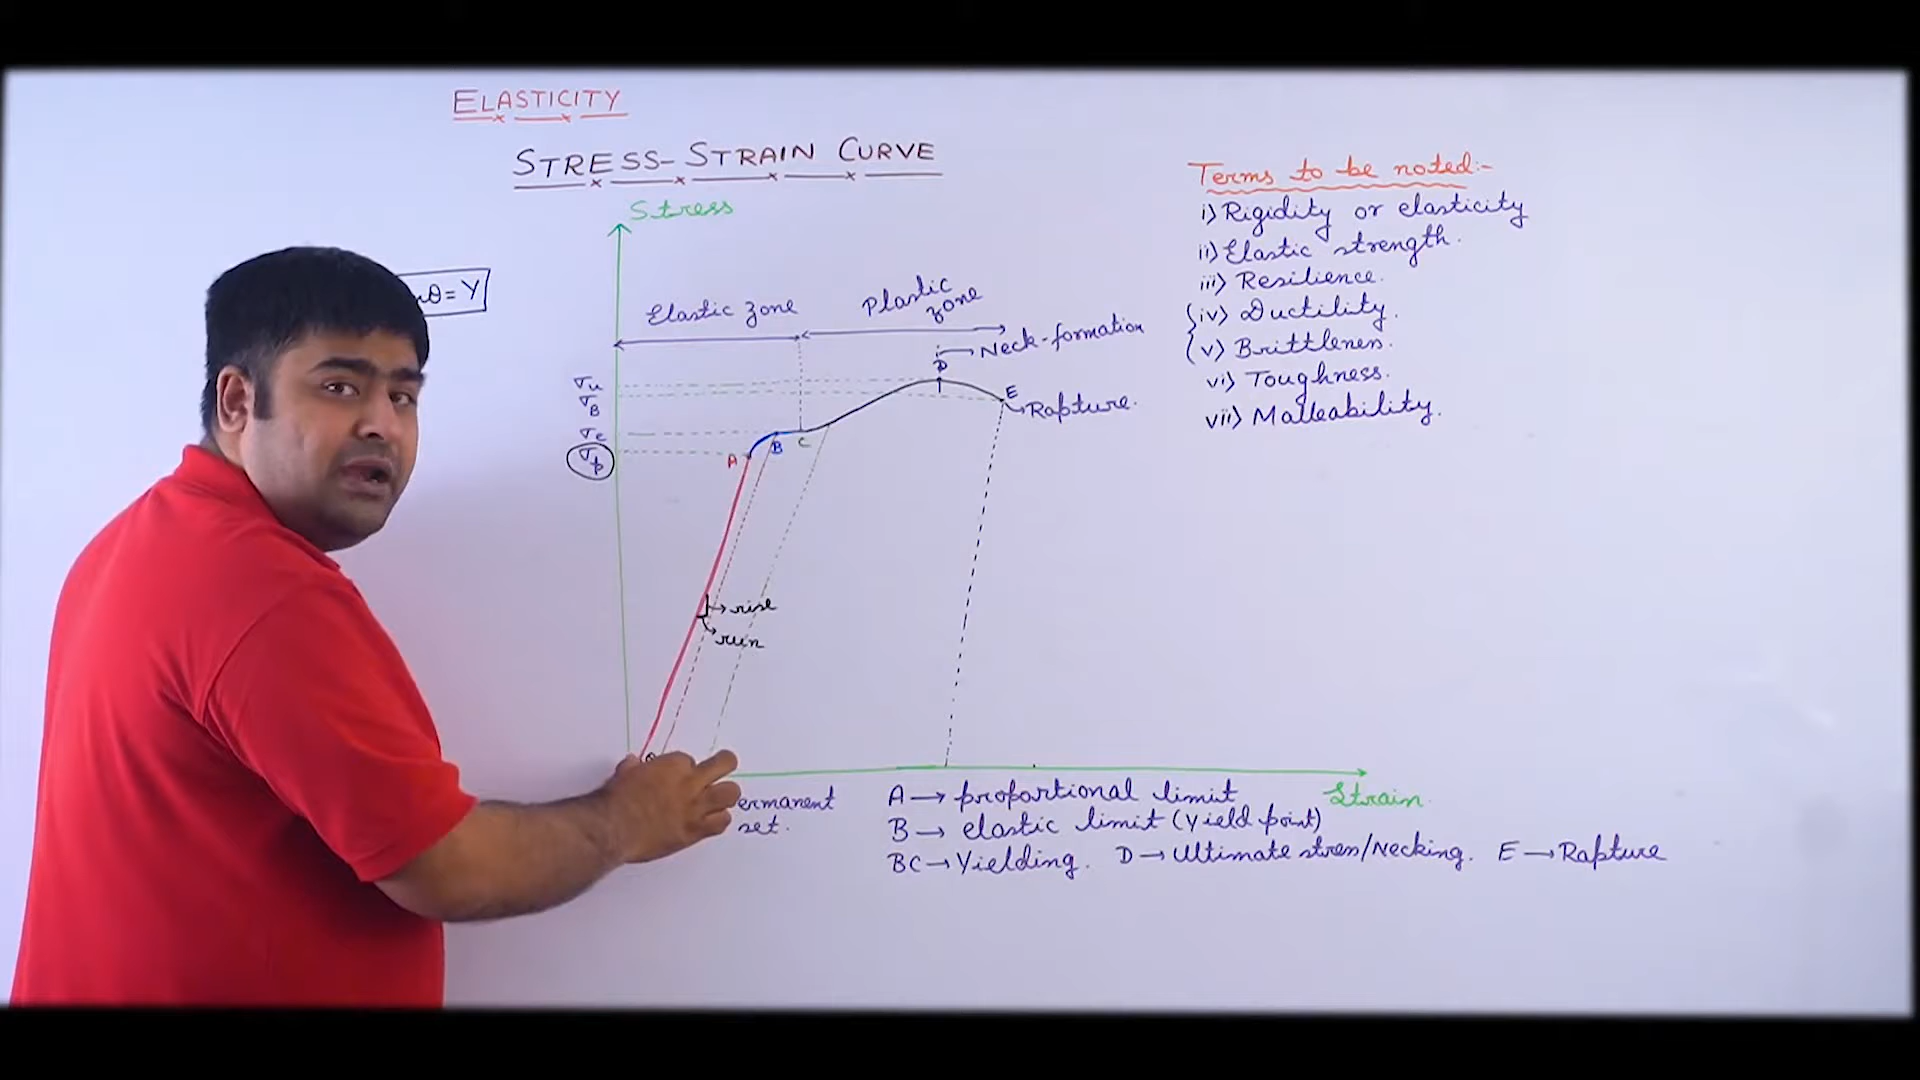 ELASTICITY
STRESS-STRAIN CURVE
Stress
θ = Y
Elastic zone
Plastic zone
Neck-formation
σu
σB
σe
σp
A
B
C
D
E
Rapture.
rise
run
set.
Strain
A → proportional limit
B → elastic limit (Yield point)
BC → Yielding. D → Ultimate stress/Necking. E → Rapture
Terms to be noted:-
i) Rigidity or elasticity
ii) Elastic strength.
iii) Resilience.
iv) Ductility.
v) Brittleness.
vi) Toughness.
vii) Malleability.